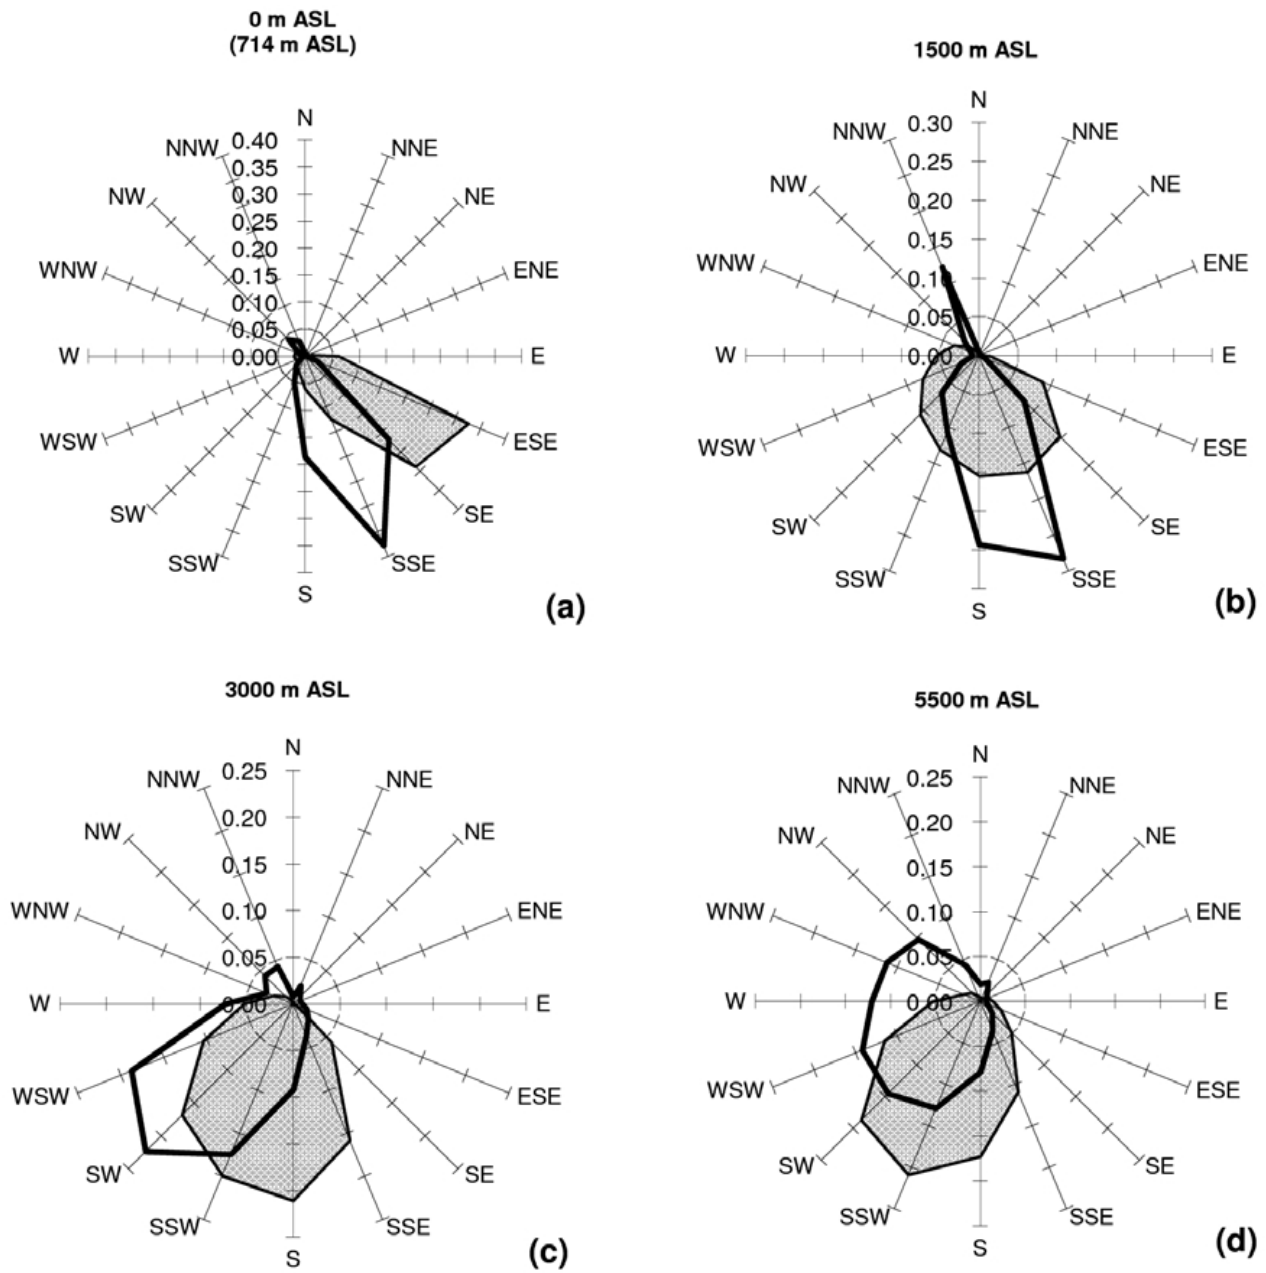 0 m ASL
(714 m ASL)
N
0.40
NNW
NNE
0.35
0.30
NW
NE
0.25
0.20
WNW
ENE
0.15
0.10
0.05
W
0.00
E
WSW
ESE
SW
SE
SSW
SSE
S
(a)
1500 m ASL
N
0.30
NNW
NNE
0.25
NW
NE
0.20
0.15
WNW
ENE
0.10
0.05
W
0.00
E
WSW
ESE
SW
SE
SSW
SSE
S
(b)
3000 m ASL
N
0.25
NNW
NNE
0.20
NW
NE
0.15
0.10
WNW
ENE
0.05
W
0.00
E
WSW
ESE
SW
SE
SSW
SSE
S
(c)
5500 m ASL
N
0.25
NNW
NNE
0.20
NW
NE
0.15
0.10
WNW
ENE
0.05
W
0.00
E
WSW
ESE
SW
SE
SSW
SSE
S
(d)